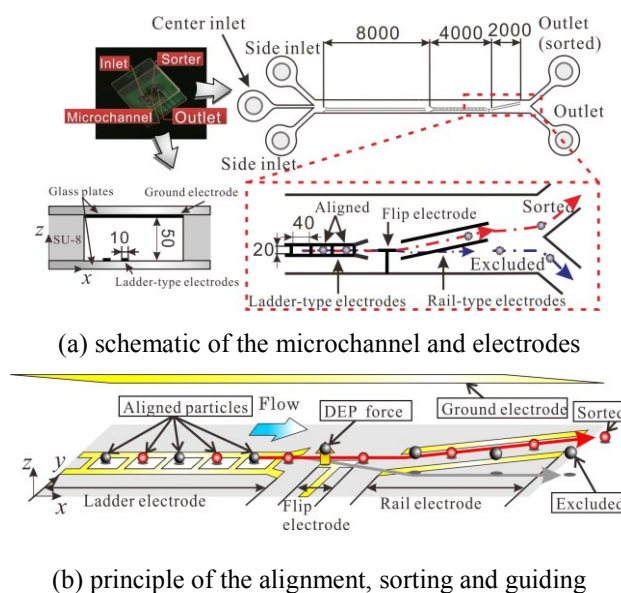 Center inlet
Side inlet
8000
4000
2000
Outlet
(sorted)
Inlet
Sorter
Microchannel
Outlet
Side inlet
Outlet
Glass plates
Ground electrode
SU-8
z
x
10
50
Ladder-type electrodes
40
Aligned
Flip electrode
Sorted
20
Excluded
Ladder-type electrodes
Rail-type electrodes
(a) schematic of the microchannel and electrodes
Aligned particles
Flow
DEP force
Ground electrode
Sorted
z
y
x
Ladder electrode
Flip
electrode
Rail electrode
Excluded
(b) principle of the alignment, sorting and guiding